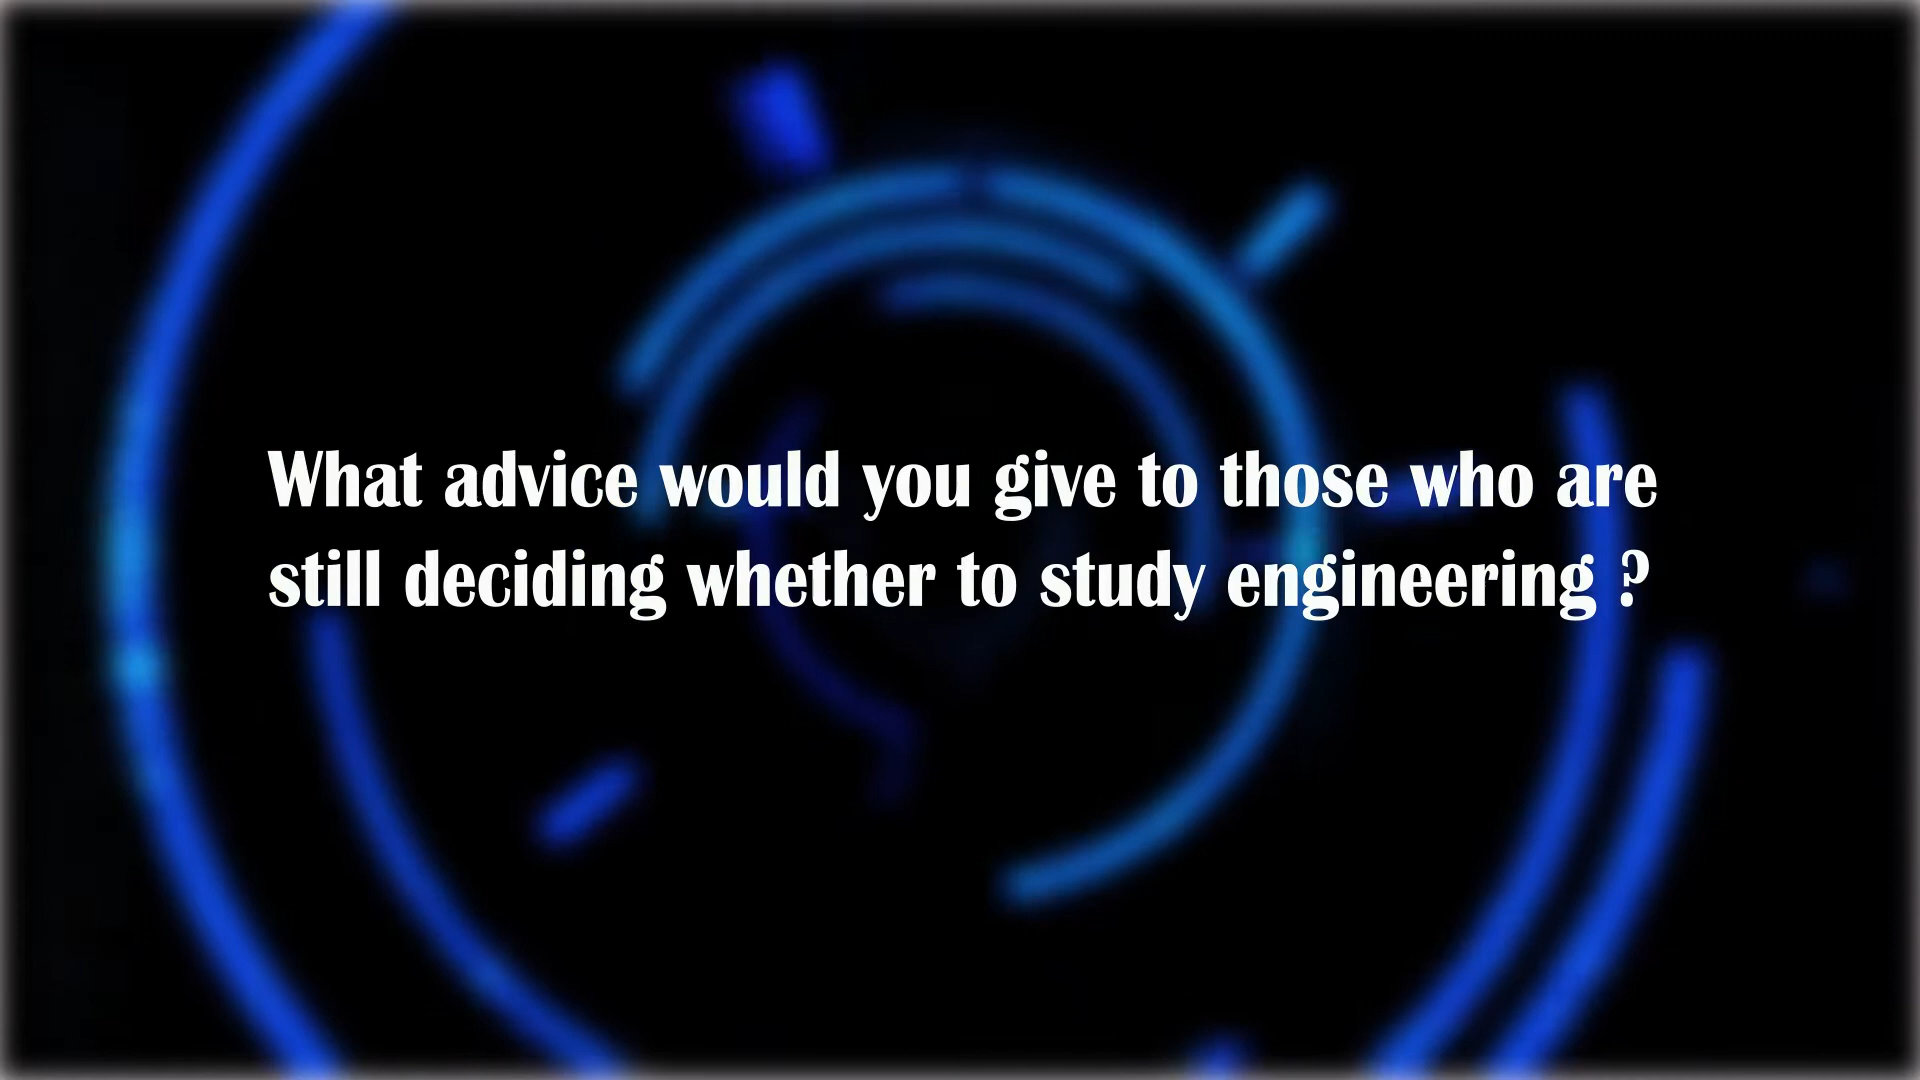 What advice would you give to those who are
still deciding whether to study engineering ?